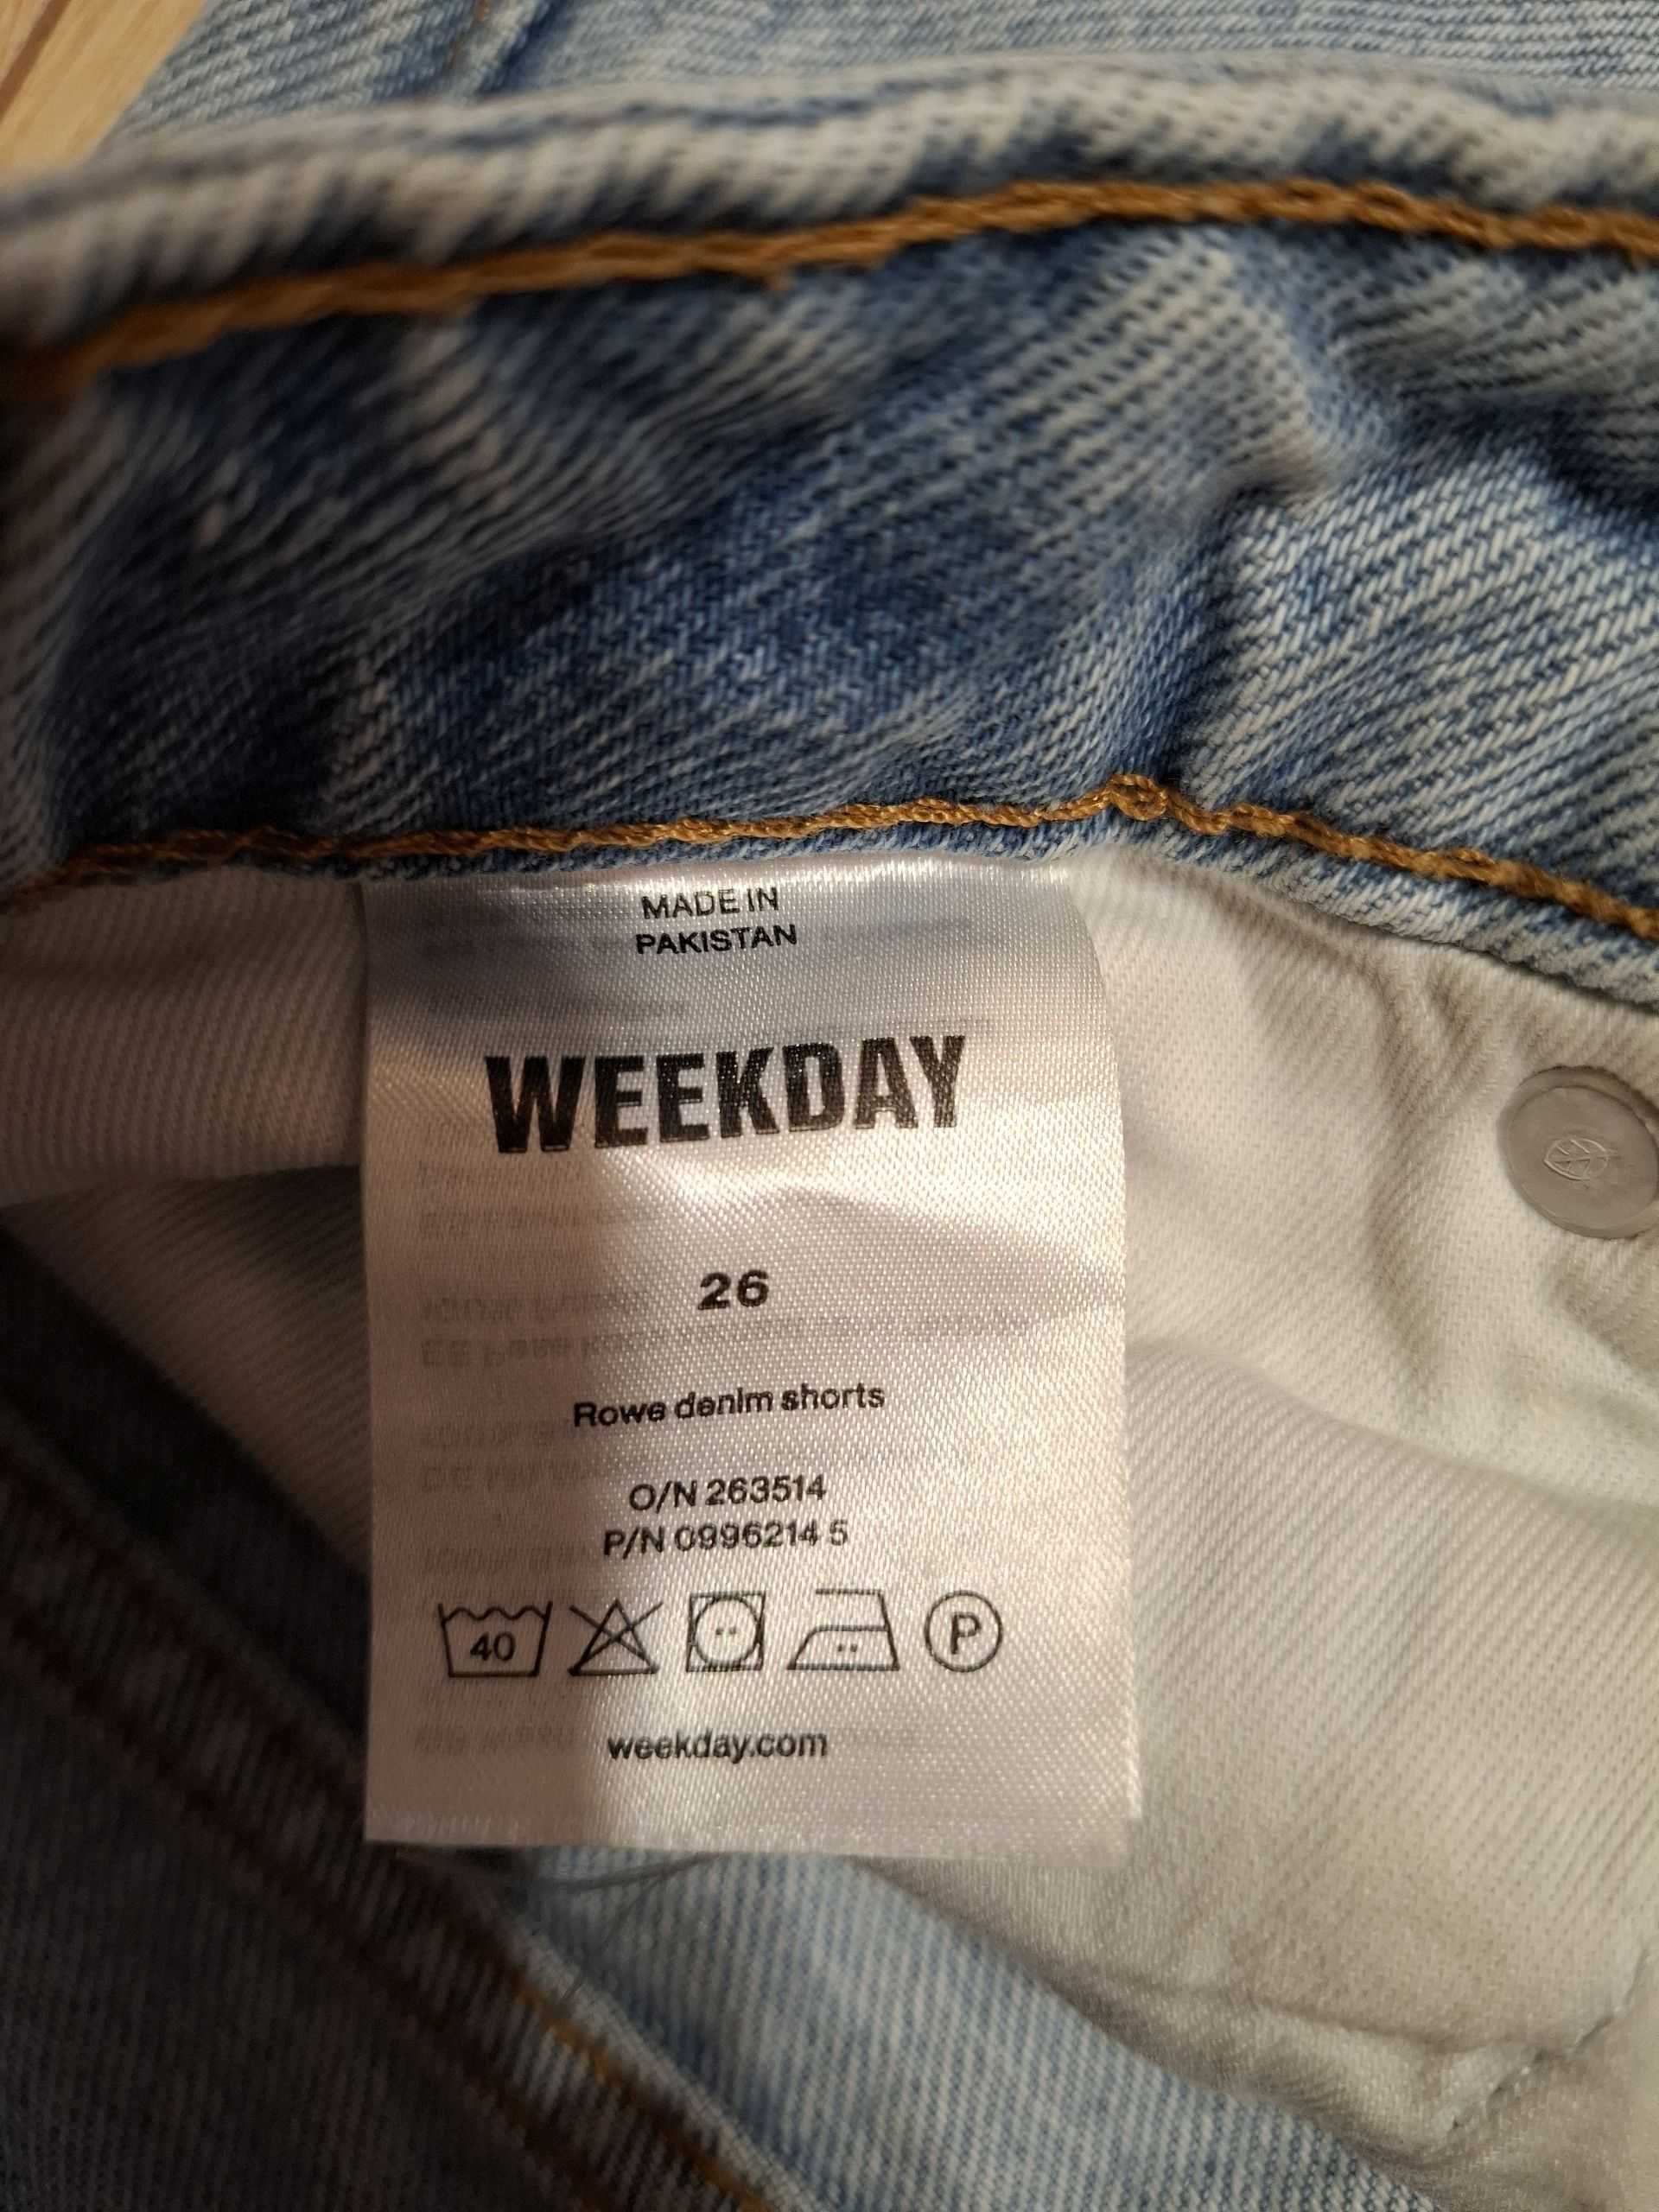 MADE IN
PAKISTAN
WEEKDAY
26
Rowe denim shorts
O/N 263514
P/N 0996214 5
40
P
weekday.com